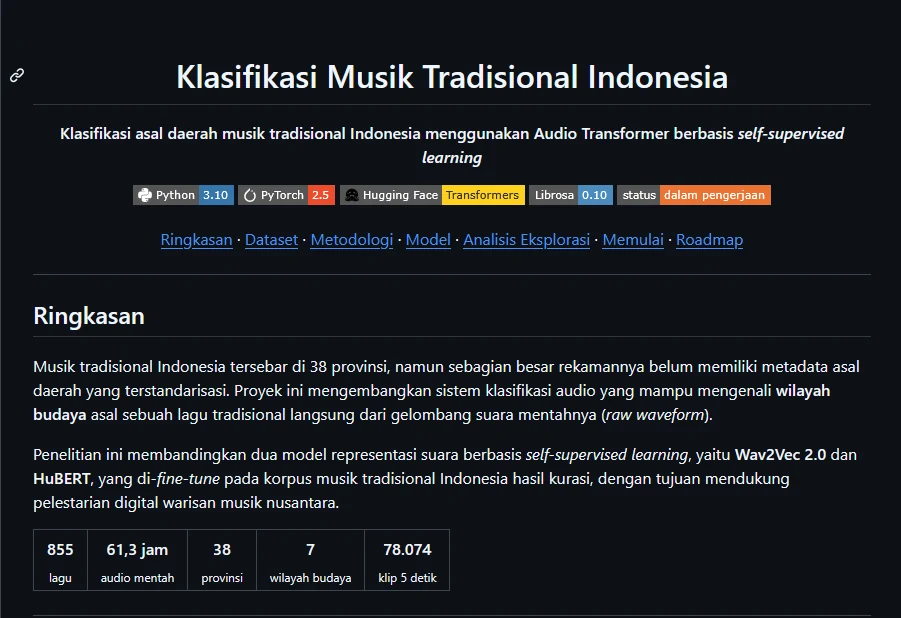 Klasifikasi Musik Tradisional Indonesia
Klasifikasi asal daerah musik tradisional Indonesia menggunakan Audio Transformer berbasis self-supervised
learning
Python 3.10 PyTorch 2.5 Hugging Face Transformers Librosa 0.10 status dalam pengerjaan
Ringkasan · Dataset · Metodologi · Model · Analisis Eksplorasi · Memulai · Roadmap
Ringkasan
Musik tradisional Indonesia tersebar di 38 provinsi, namun sebagian besar rekamannya belum memiliki metadata asal
daerah yang terstandarisasi. Proyek ini mengembangkan sistem klasifikasi audio yang mampu mengenali wilayah
budaya asal sebuah lagu tradisional langsung dari gelombang suara mentahnya (raw waveform).
Penelitian ini membandingkan dua model representasi suara berbasis self-supervised learning, yaitu Wav2Vec 2.0 dan
HuBERT, yang di-fine-tune pada korpus musik tradisional Indonesia hasil kurasi, dengan tujuan mendukung
pelestarian digital warisan musik nusantara.
855 61,3 jam 38 7 78.074
lagu audio mentah provinsi wilayah budaya klip 5 detik